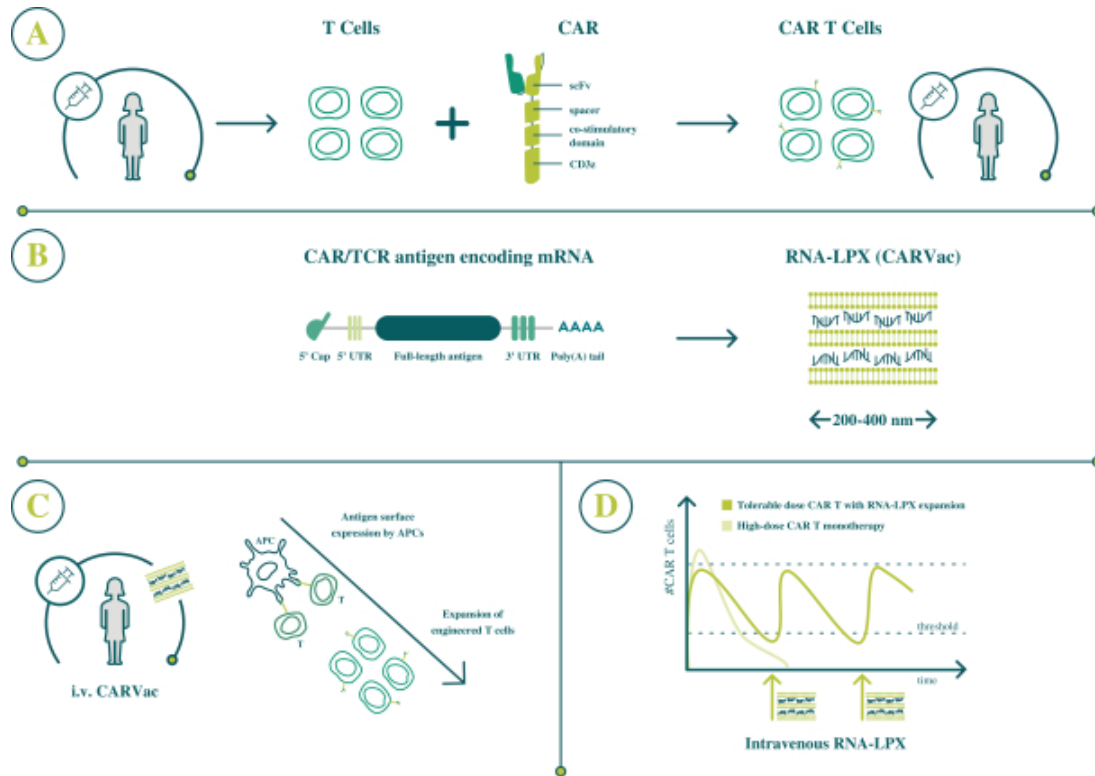 A
T Cells
CAR
CAR T Cells
scFv
spacer
co-stimulatory
domain
CD3e
B
CAR/TCR antigen encoding mRNA
RNA-LPX (CARVac)
AAAA
5' Cap
5' UTR
Full-length antigen
3' UTR
Poly(A) tail
200-400 nm
C
Antigen surface
expression by APCs
APC
T
T
Expansion of
engineered T cells
i.v. CARVac
D
Tolerable dose CAR T with RNA-LPX expansion
High-dose CAR T monotherapy
#CAR T cells
threshold
time
Intravenous RNA-LPX